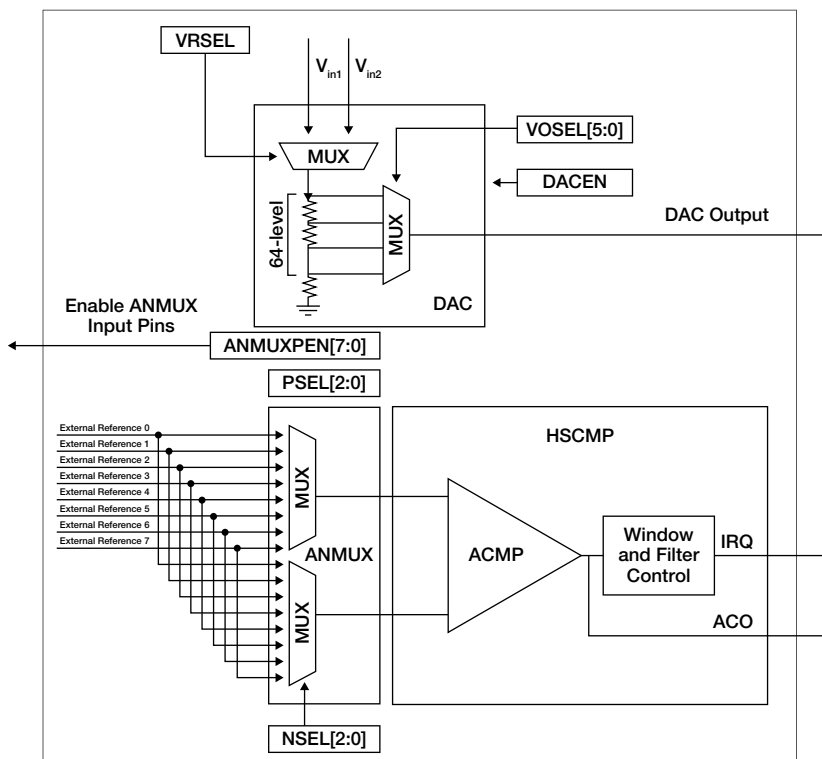 VRSEL
Vin1
Vin2
MUX
VOSEL[5:0]
DACEN
64-level
MUX
DAC Output
DAC
Enable ANMUX
Input Pins
ANMUXPEN[7:0]
PSEL[2:0]
External Reference 0
External Reference 1
External Reference 2
External Reference 3
External Reference 4
External Reference 5
External Reference 6
External Reference 7
MUX
ANMUX
MUX
NSEL[2:0]
HSCMP
ACMP
Window
and Filter
Control
IRQ
ACO